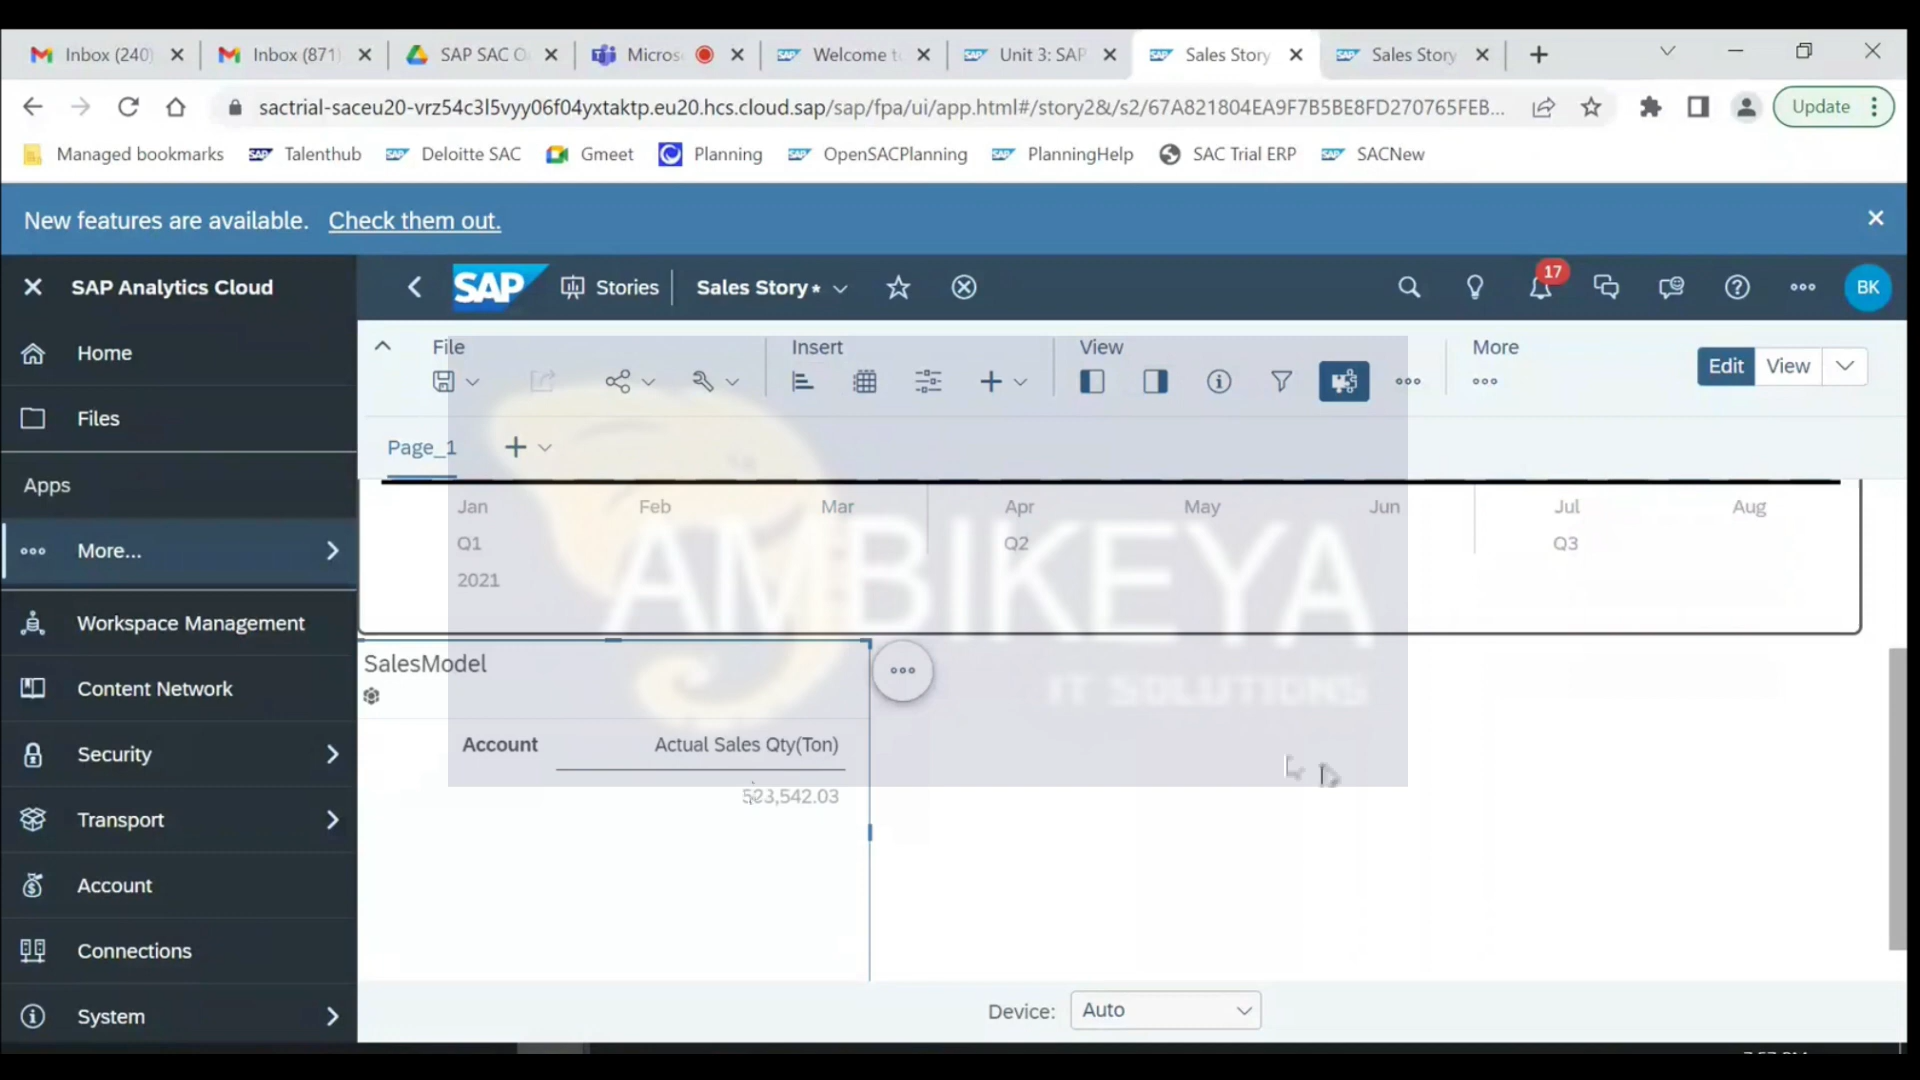 Inbox (240)
Inbox (871)
SAP SAC O
Micros
Welcome to
Unit 3: SAP
Sales Story
Sales Story
sactrial-saceu20-vrz54c3l5vyy06f04yxtaktp.eu20.hcs.cloud.sap/sap/fpa/ui/app.html#/story2&/s2/67A821804EA9F7B5BE8FD270765FEB...
Update
Managed bookmarks
Talenthub
Deloitte SAC
Gmeet
Planning
OpenSACPlanning
PlanningHelp
SAC Trial ERP
SACNew
New features are available. Check them out.
SAP Analytics Cloud
SAP
Stories
Sales Story*
17
BK
Home
Files
Apps
More...
Workspace Management
Content Network
Security
Transport
Account
Connections
System
File
Insert
View
More
Edit
View
Page_1
Jan Feb Mar Apr May Jun Jul Aug
Q1 Q2 Q3
2021
AMBIKEYA
IT SOLUTIONS
SalesModel
Account Actual Sales Qty(Ton)
523,542.03
Device: Auto